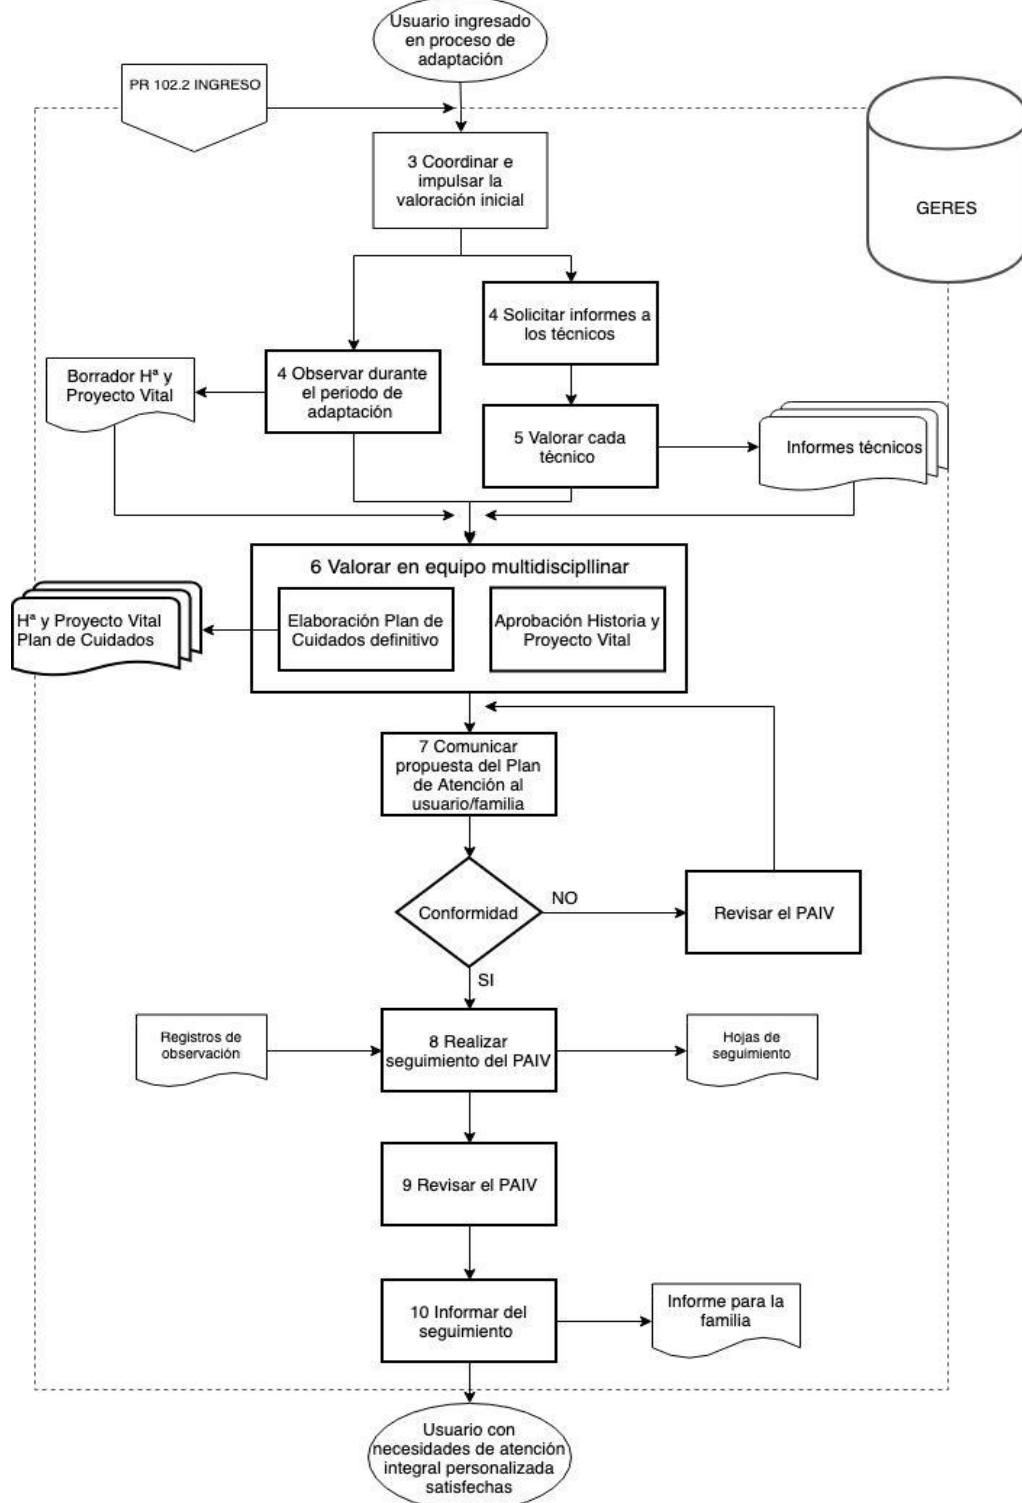 Usuario ingresado
en proceso de
adaptación
PR 102.2 INGRESO
GERES
3 Coordinar e
impulsar la
valoración inicial
4 Solicitar informes a
los técnicos
4 Observar durante
el periodo de
adaptación
Borrador Hª y
Proyecto Vital
5 Valorar cada
técnico
Informes técnicos
6 Valorar en equipo multidiscipllinar
Elaboración Plan de
Cuidados definitivo
Aprobación Historia y
Proyecto Vital
Hª y Proyecto Vital
Plan de Cuidados
7 Comunicar
propuesta del Plan
de Atención al
usuario/familia
Conformidad
NO
Revisar el PAIV
SI
Registros de
observación
8 Realizar
seguimiento del PAIV
Hojas de
seguimiento
9 Revisar el PAIV
10 Informar del
seguimiento
Informe para la
familia
Usuario con
necesidades de atención
integral personalizada
satisfechas